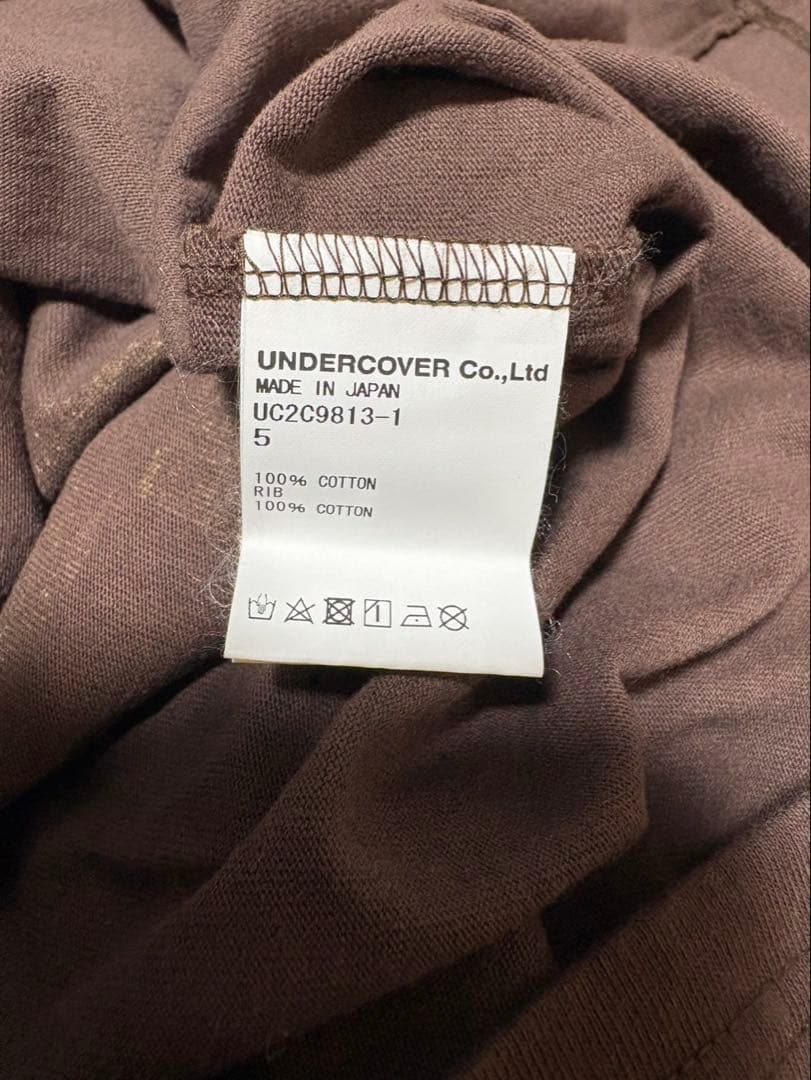 UNDERCOVER Co.,Ltd
MADE IN JAPAN
UC2C9813-1
5
100% COTTON
RIB
100% COTTON